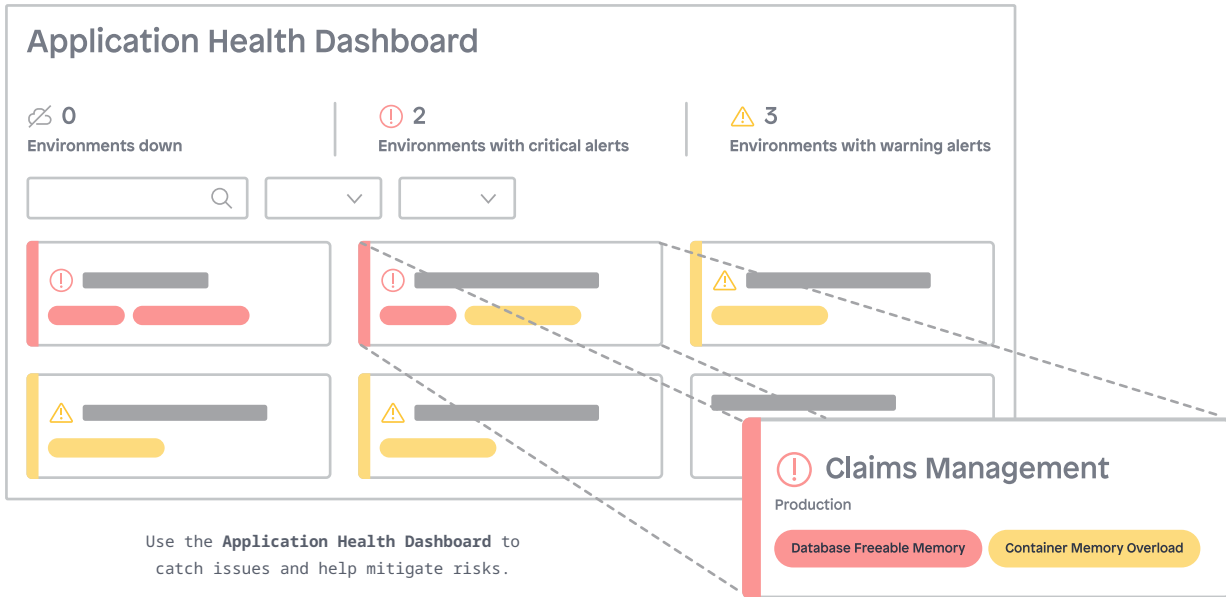 Application Health Dashboard
0
Environments down
2
Environments with critical alerts
3
Environments with warning alerts
Claims Management
Production
Database Freeable Memory
Container Memory Overload
Use the Application Health Dashboard to
catch issues and help mitigate risks.